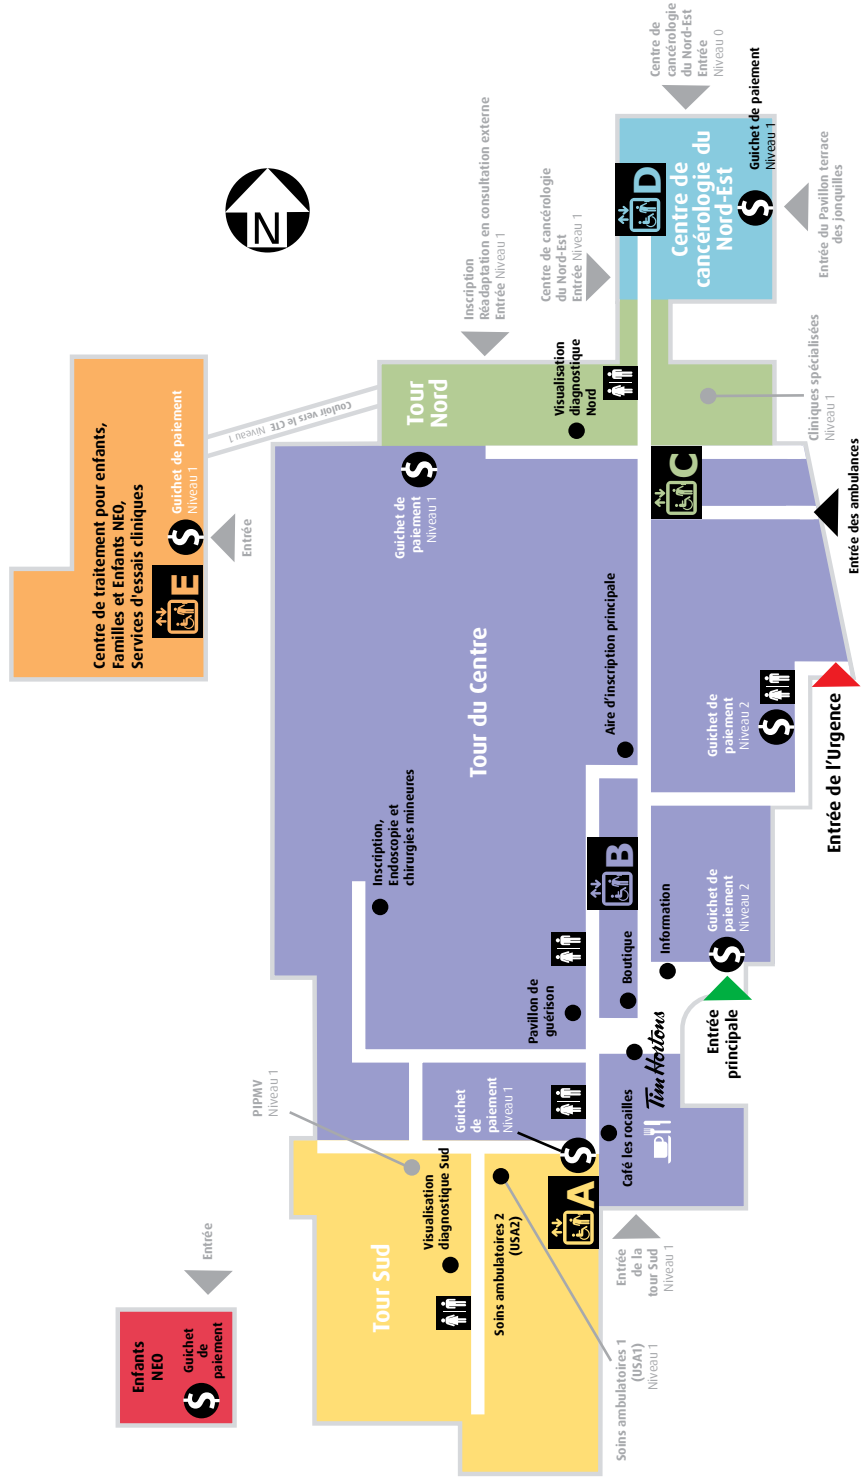 Centre de
cancérologie
du Nord-Est
Entrée
Niveau 0
Guichet de paiement
Niveau 1
D
Centre de
cancérologie du
Nord-Est
$
Entrée du Pavillon terrace
des jonquilles
Centre de cancérologie
du Nord-Est
Entrée Niveau 1
Inscription
Réadaptation en consultation externe
Entrée Niveau 1
N
Tour
Nord
Visualisation
diagnostique
Nord
Cliniques spécialisées
Niveau 1
Couloir vers le CTE Niveau 1
Centre de traitement pour enfants,
Familles et Enfants NEO,
Services d'essais cliniques
Guichet de paiement
Niveau 1
$
E
Entrée
$
Guichet de
paiement
Niveau 1
C
Entrée des ambulances
Tour du Centre
Aire d'inscription principale
Guichet de
paiement
Niveau 2
$
Entrée de l'Urgence
Inscription,
Endoscopie et
chirurgies mineures
B
Guichet de
paiement
Niveau 2
$
Information
Boutique
Pavillon de
guérison
Entrée
principale
Tim Hortons
Café les rocailles
Guichet
de
paiement
Niveau 1
$
A
PIPMV
Niveau 1
Visualisation
diagnostique Sud
Tour Sud
Soins ambulatoires 2
(USA2)
Entrée
de la
tour Sud
Niveau 1
Soins ambulatoires 1
(USA1)
Niveau 1
Entrée
Enfants
NEO
Guichet
de
paiement
$